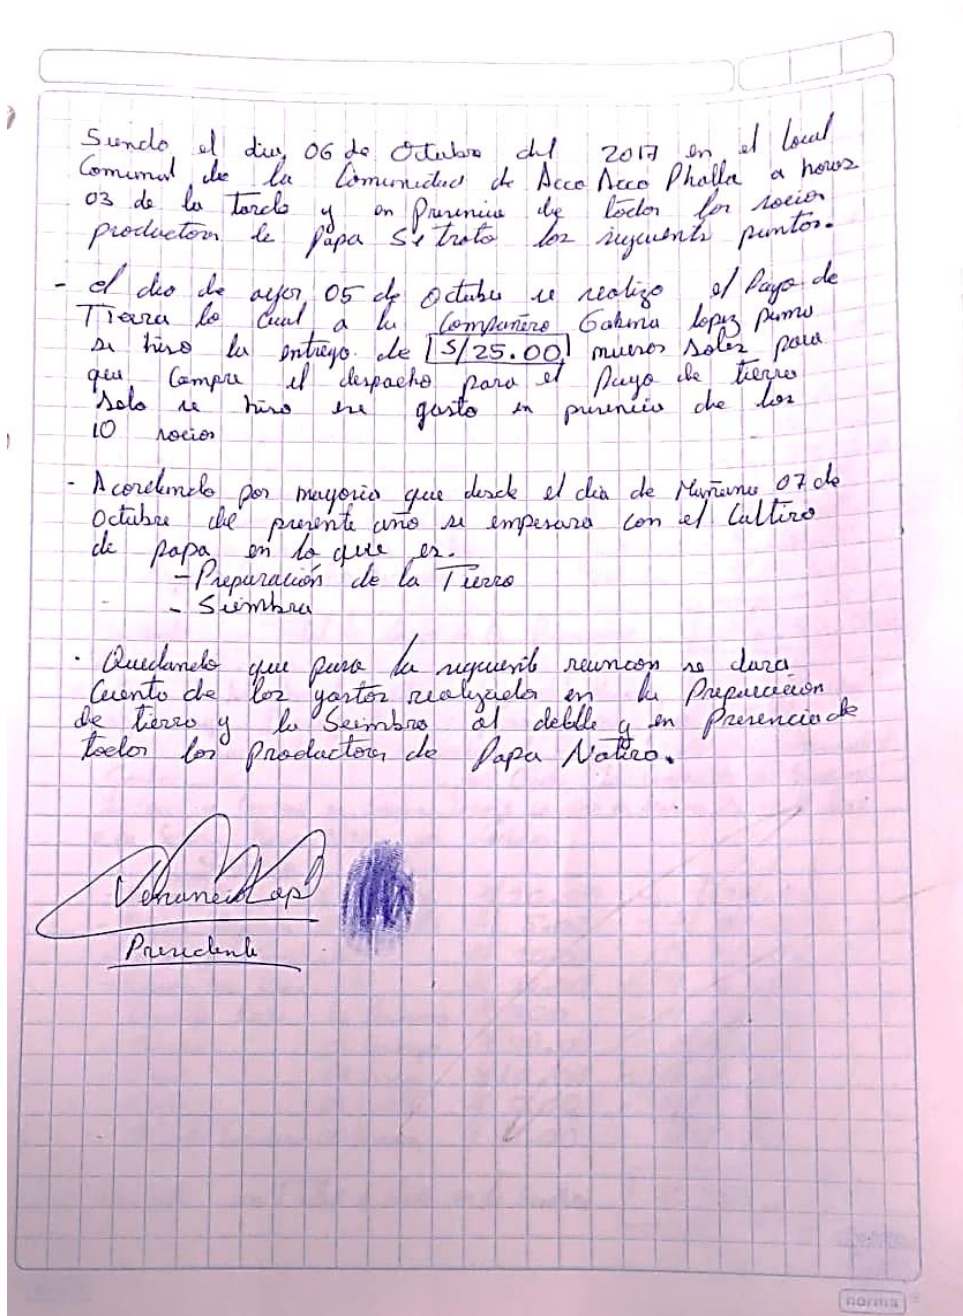 Siendo el dia 06 de Octubre del 2017 en el local
Comunal de la Comunidad de Acco Acco Phalla a horas
03 de la tarde y en Presencia de todos los socios
productores de Papa se trato los siguients puntos.
- el dia de ayer, 05 de Octubre se realizo el Pago de
Tierra lo cual a la Compañera Gabina lopez puma
se hiso la entrega de S/25.00 nuevos soles para
que Compre el despacho para el Pago de tierra
solo se hiso ese gasto en presencia de los
10 socios
- Acordando por mayoria que desde el dia de Mañana 07 de
Octubre del presente año se empesara con el Cultivo
de papa en lo que es.
- Preparación de la Tierra
- Siembra
- Quedando que para la siguiente reunion se dara
Cuenta de los gastos realizados en la Preparación
de tierra y la Siembra al detalle y en Presencia de
todos los Productores de Papa Nativa.
Presidente
norma